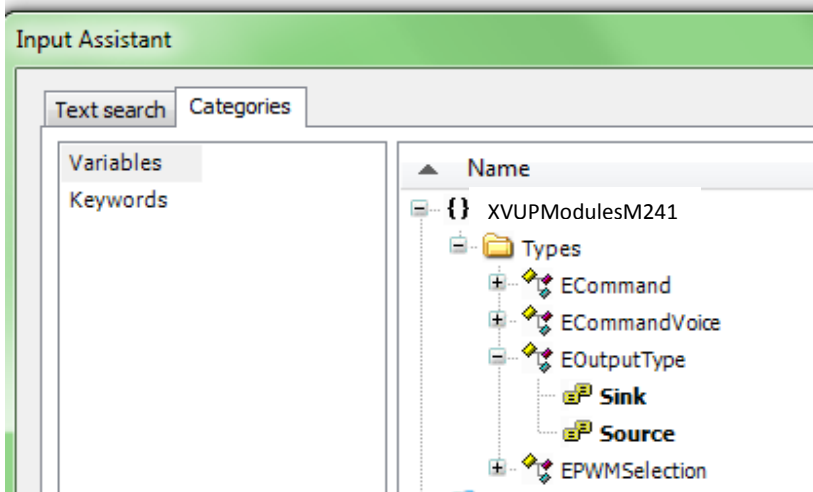 Input Assistant
Text search Categories
Variables
Keywords
Name
{} XVUPModulesM241
Types
ECommand
ECommandVoice
EOutputType
Sink
Source
EPWMSelection